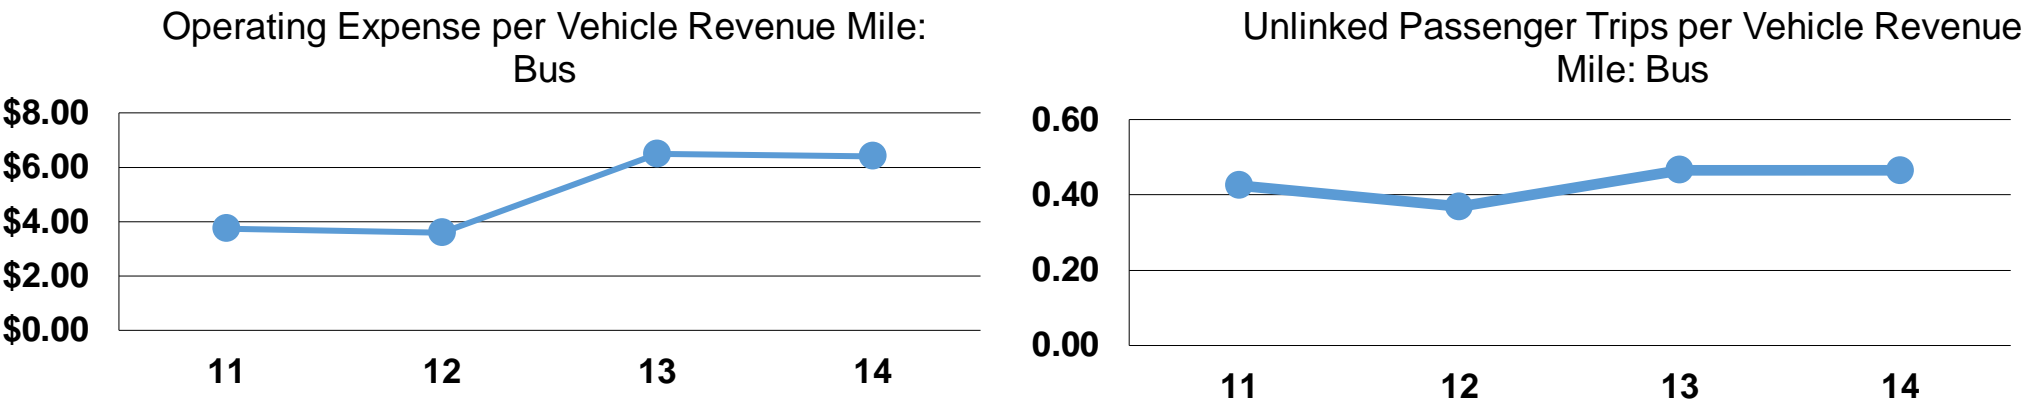 Operating Expense per Vehicle Revenue Mile:
Bus
$8.00
$6.00
$4.00
$2.00
$0.00
11 12 13 14
Unlinked Passenger Trips per Vehicle Revenue
Mile: Bus
0.60
0.40
0.20
0.00
11 12 13 14